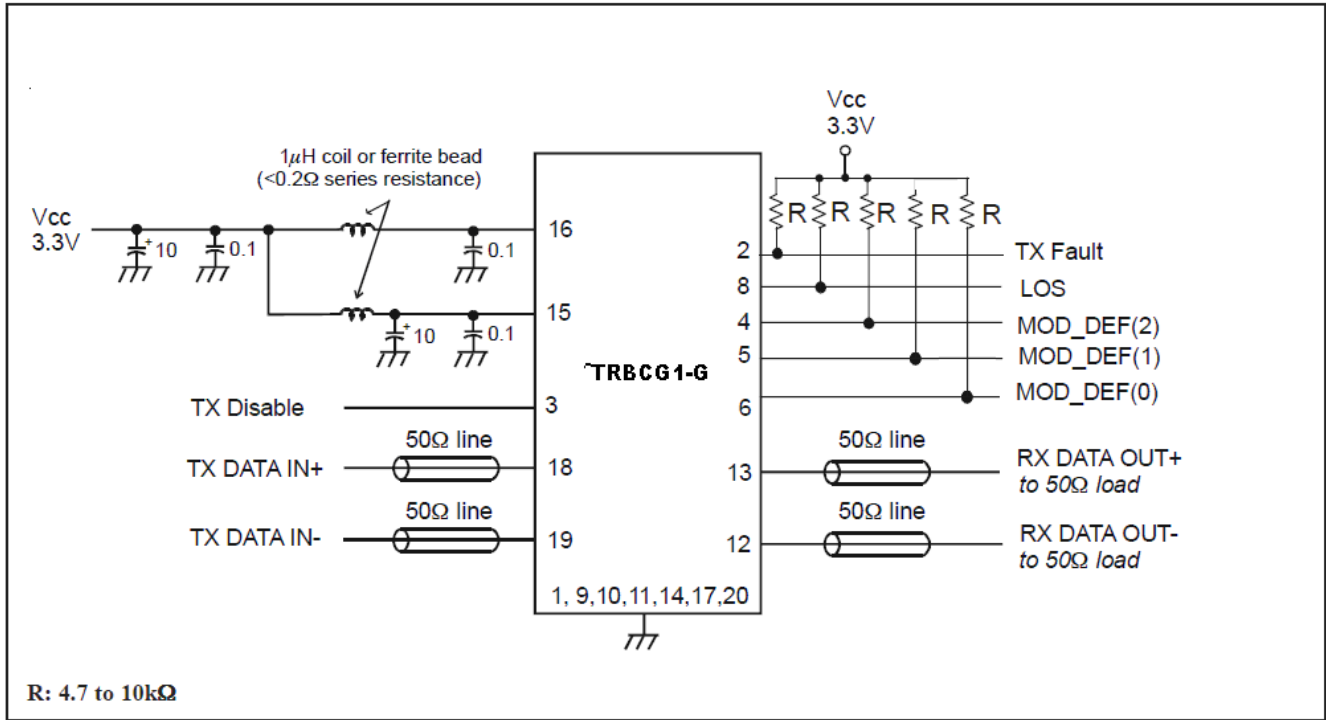 1μH coil or ferrite bead
(<0.2Ω series resistance)
Vcc
3.3V
+10
0.1
0.1
+10
0.1
16
15
TX Disable
3
50Ω line
TX DATA IN+
18
50Ω line
TX DATA IN-
19
TRBCG1-G
1, 9,10,11,14,17,20
Vcc
3.3V
R
R
R
R
R
2
TX Fault
8
LOS
4
MOD_DEF(2)
5
MOD_DEF(1)
6
MOD_DEF(0)
50Ω line
13
RX DATA OUT+
to 50Ω load
50Ω line
12
RX DATA OUT-
to 50Ω load
R: 4.7 to 10kΩ